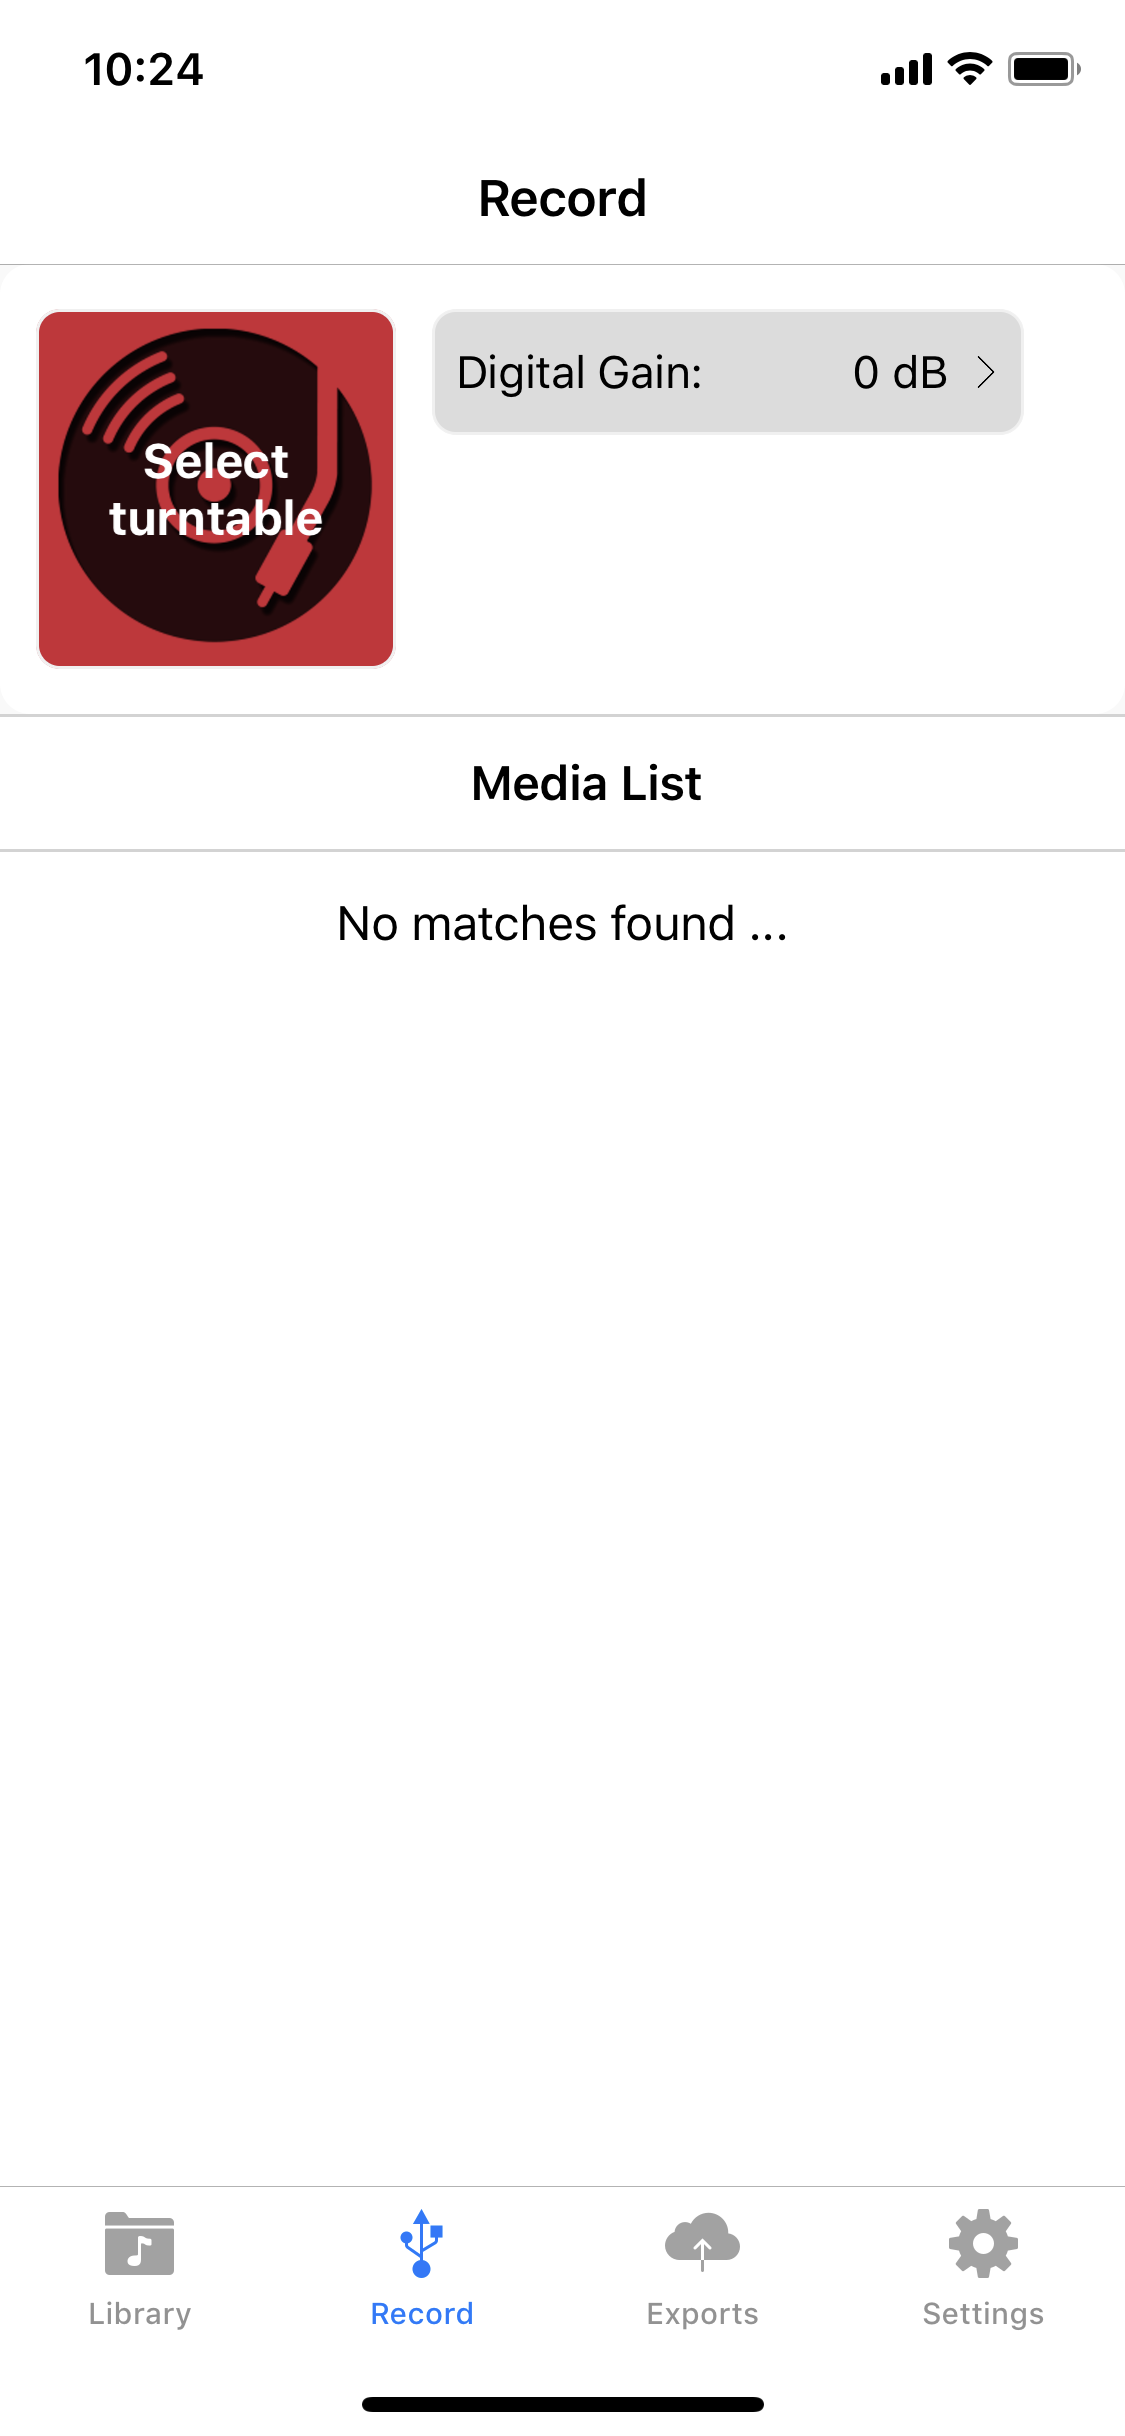 10:24
Record
Select
turntable
Digital Gain: 0 dB
Media List
No matches found ...
Library
Record
Exports
Settings